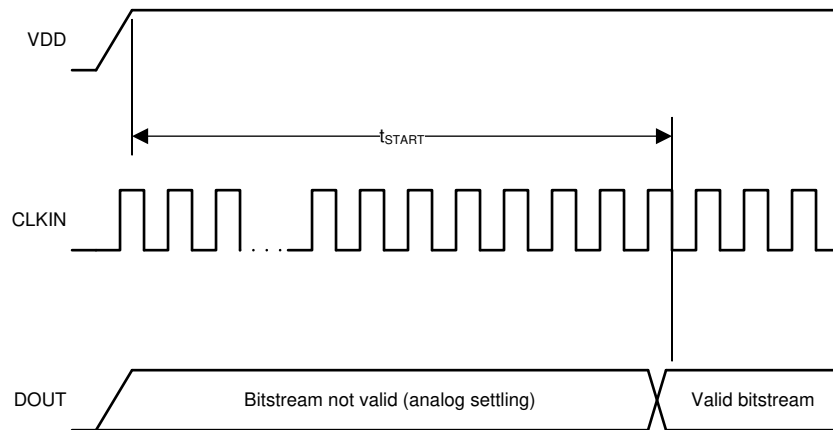 VDD
tSTART
CLKIN
. . .
DOUT
Bitstream not valid (analog settling)
Valid bitstream